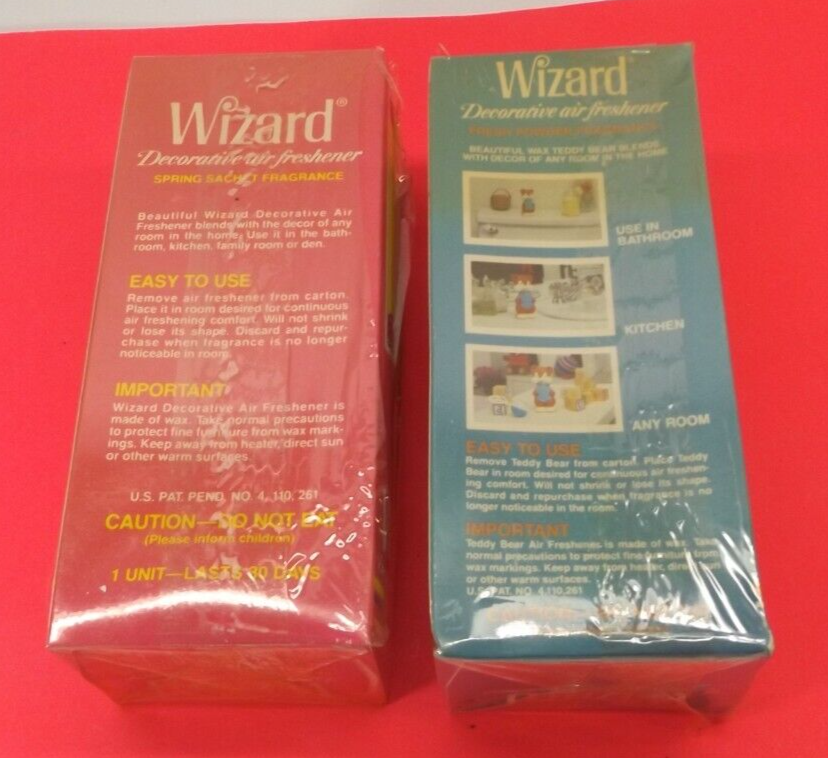 Wizard®
Decorative air freshener
SPRING SACHET FRAGRANCE
Beautiful Wizard Decorative Air
Freshener blends with the decor of any
room in the home. Use it in the bath-
room, kitchen, family room or den.
EASY TO USE
Remove air freshener from carton.
Place it in room desired for continuous
air freshening comfort. Will not shrink
or lose its shape. Discard and repur-
chase when fragrance is no longer
noticeable in room.
IMPORTANT
Wizard Decorative Air Freshener is
made of wax. Take normal precautions
to protect fine furniture from wax mark-
ings. Keep away from heater, direct sun
or other warm surfaces.
U.S. PAT. PEND. NO. 4,110,261
CAUTION—DO NOT EAT
(Please inform children)
1 UNIT—LASTS 30 DAYS
Wizard
Decorative air freshener
FRESH POWDER FRAGRANCE
BEAUTIFUL WAX TEDDY BEAR BLENDS
WITH DECOR OF ANY ROOM IN THE HOME
USE IN
BATHROOM
KITCHEN
ANY ROOM
EASY TO USE
Remove Teddy Bear from carton. Place Teddy
Bear in room desired for continuous air freshen-
ing comfort. Will not shrink or lose its shape.
Discard and repurchase when fragrance is no
longer noticeable in the room.
IMPORTANT
Teddy Bear Air Freshener is made of wax. Take
normal precautions to protect fine furniture from
wax markings. Keep away from heater, direct sun
or other warm surfaces.
U.S. PAT. NO. 4,110,261